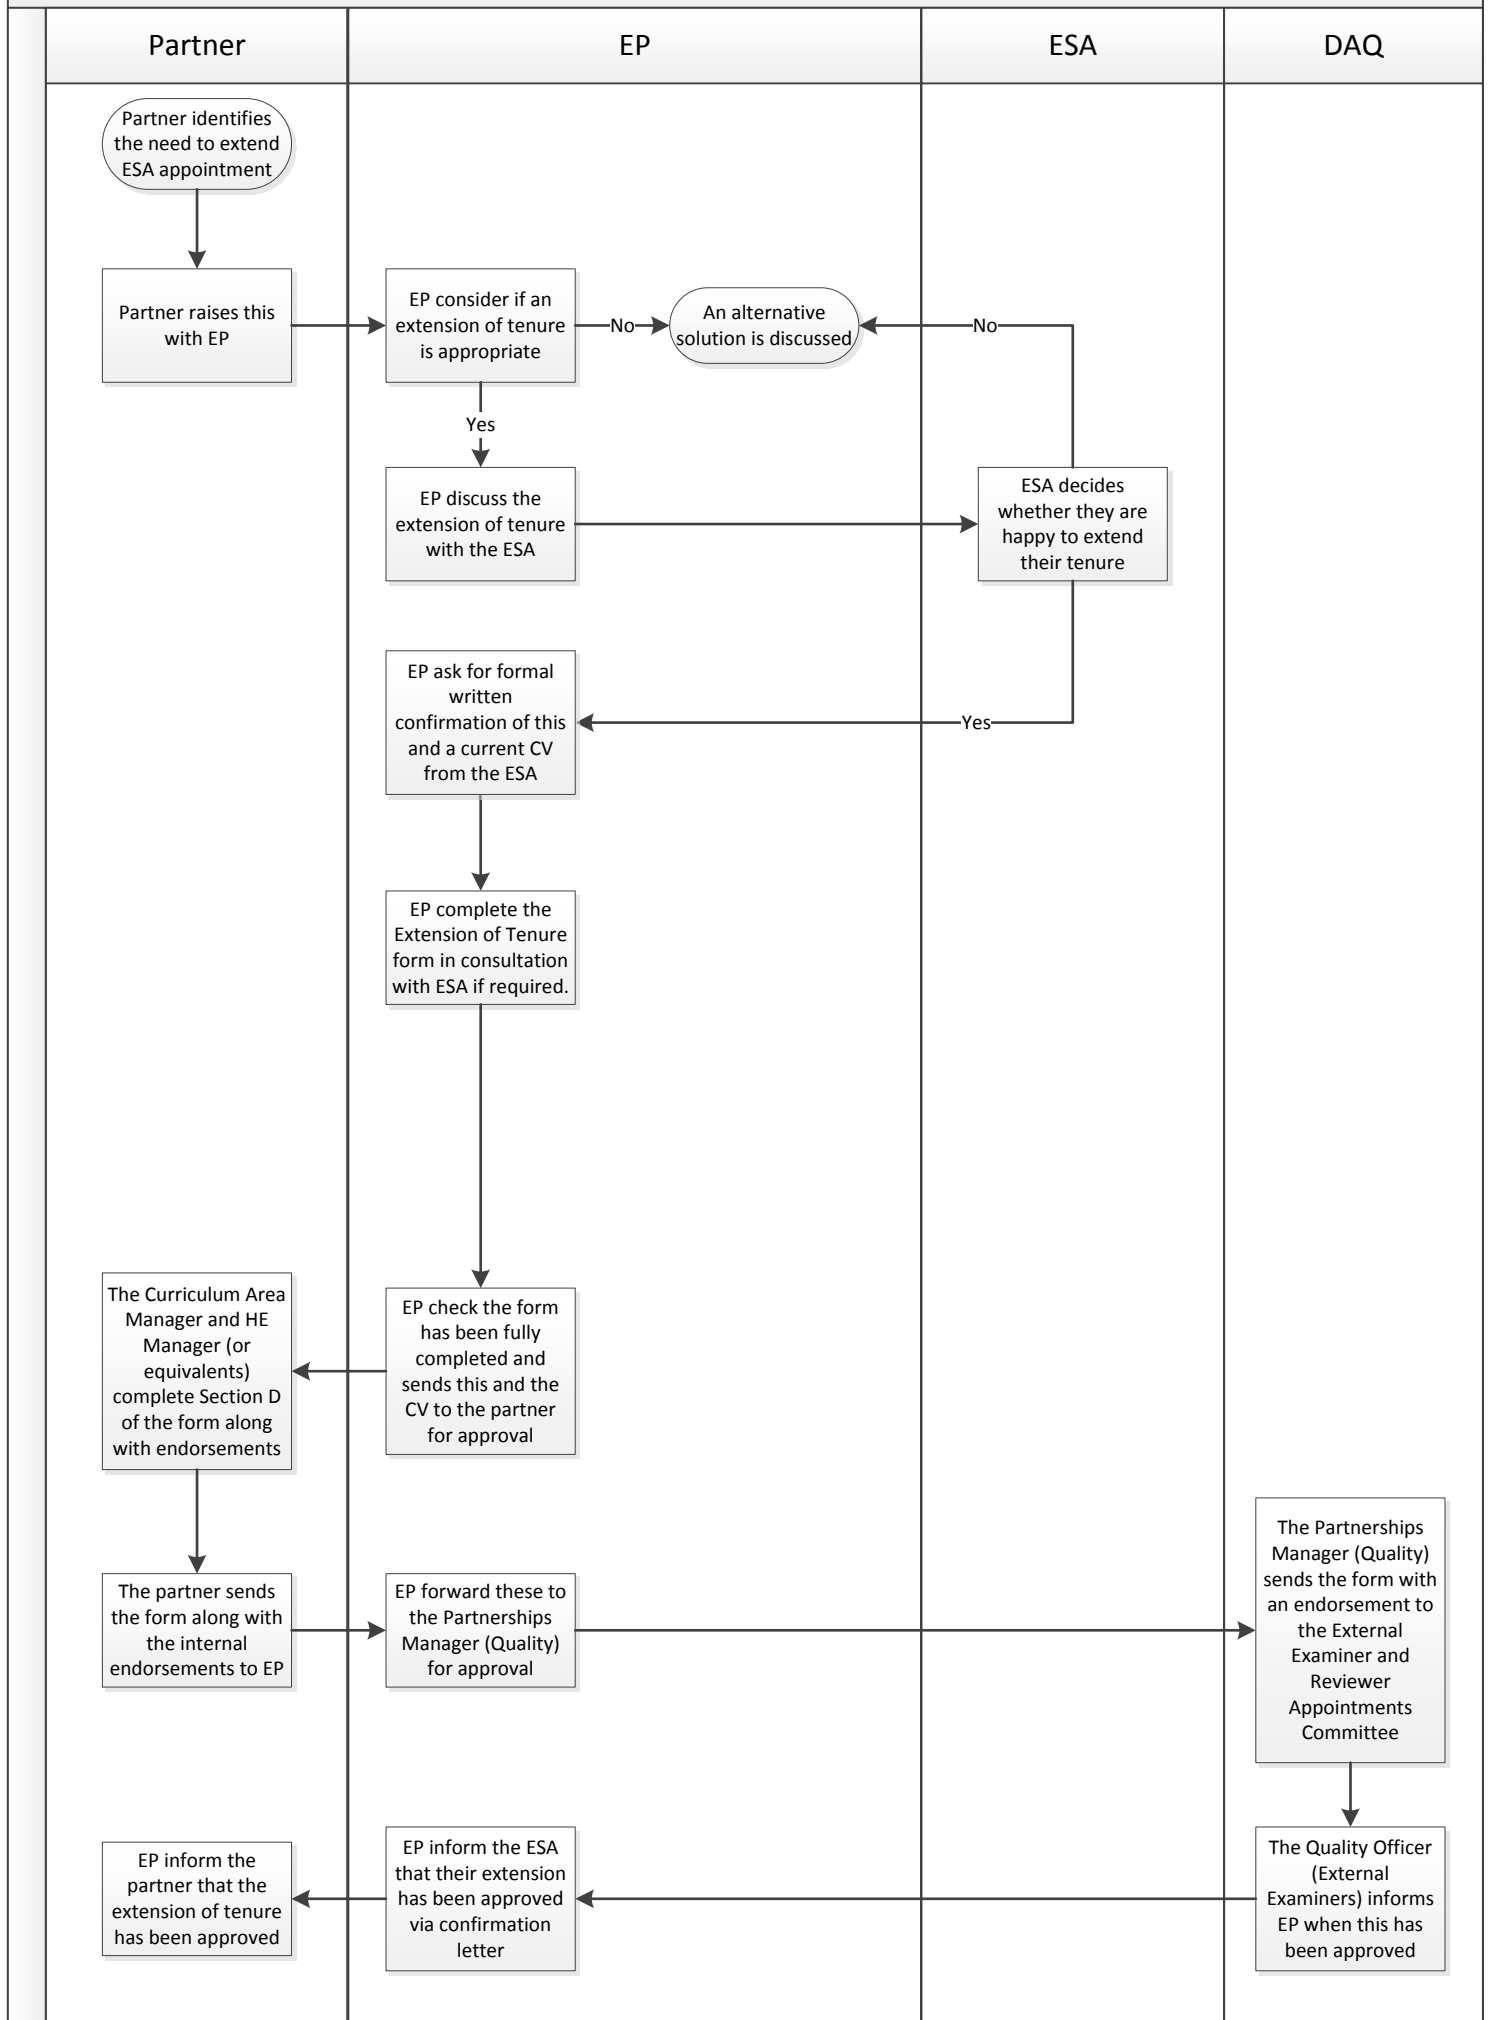 Partner
EP
ESA
DAQ
Partner identifies
the need to extend
ESA appointment
Partner raises this
with EP
EP consider if an
extension of tenure
is appropriate
No
An alternative
solution is discussed
No
Yes
EP discuss the
extension of tenure
with the ESA
ESA decides
whether they are
happy to extend
their tenure
EP ask for formal
written
confirmation of this
and a current CV
from the ESA
Yes
EP complete the
Extension of Tenure
form in consultation
with ESA if required.
The Curriculum Area
Manager and HE
Manager (or
equivalents)
complete Section D
of the form along
with endorsements
EP check the form
has been fully
completed and
sends this and the
CV to the partner
for approval
The partner sends
the form along with
the internal
endorsements to EP
EP forward these to
the Partnerships
Manager (Quality)
for approval
The Partnerships
Manager (Quality)
sends the form with
an endorsement to
the External
Examiner and
Reviewer
Appointments
Committee
EP inform the
partner that the
extension of tenure
has been approved
EP inform the ESA
that their extension
has been approved
via confirmation
letter
The Quality Officer
(External
Examiners) informs
EP when this has
been approved